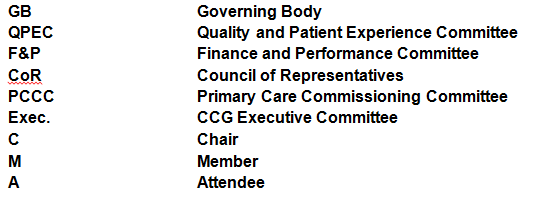 GB Governing Body
QPEC Quality and Patient Experience Committee
F&P Finance and Performance Committee
CoR Council of Representatives
PCCC Primary Care Commissioning Committee
Exec. CCG Executive Committee
C Chair
M Member
A Attendee